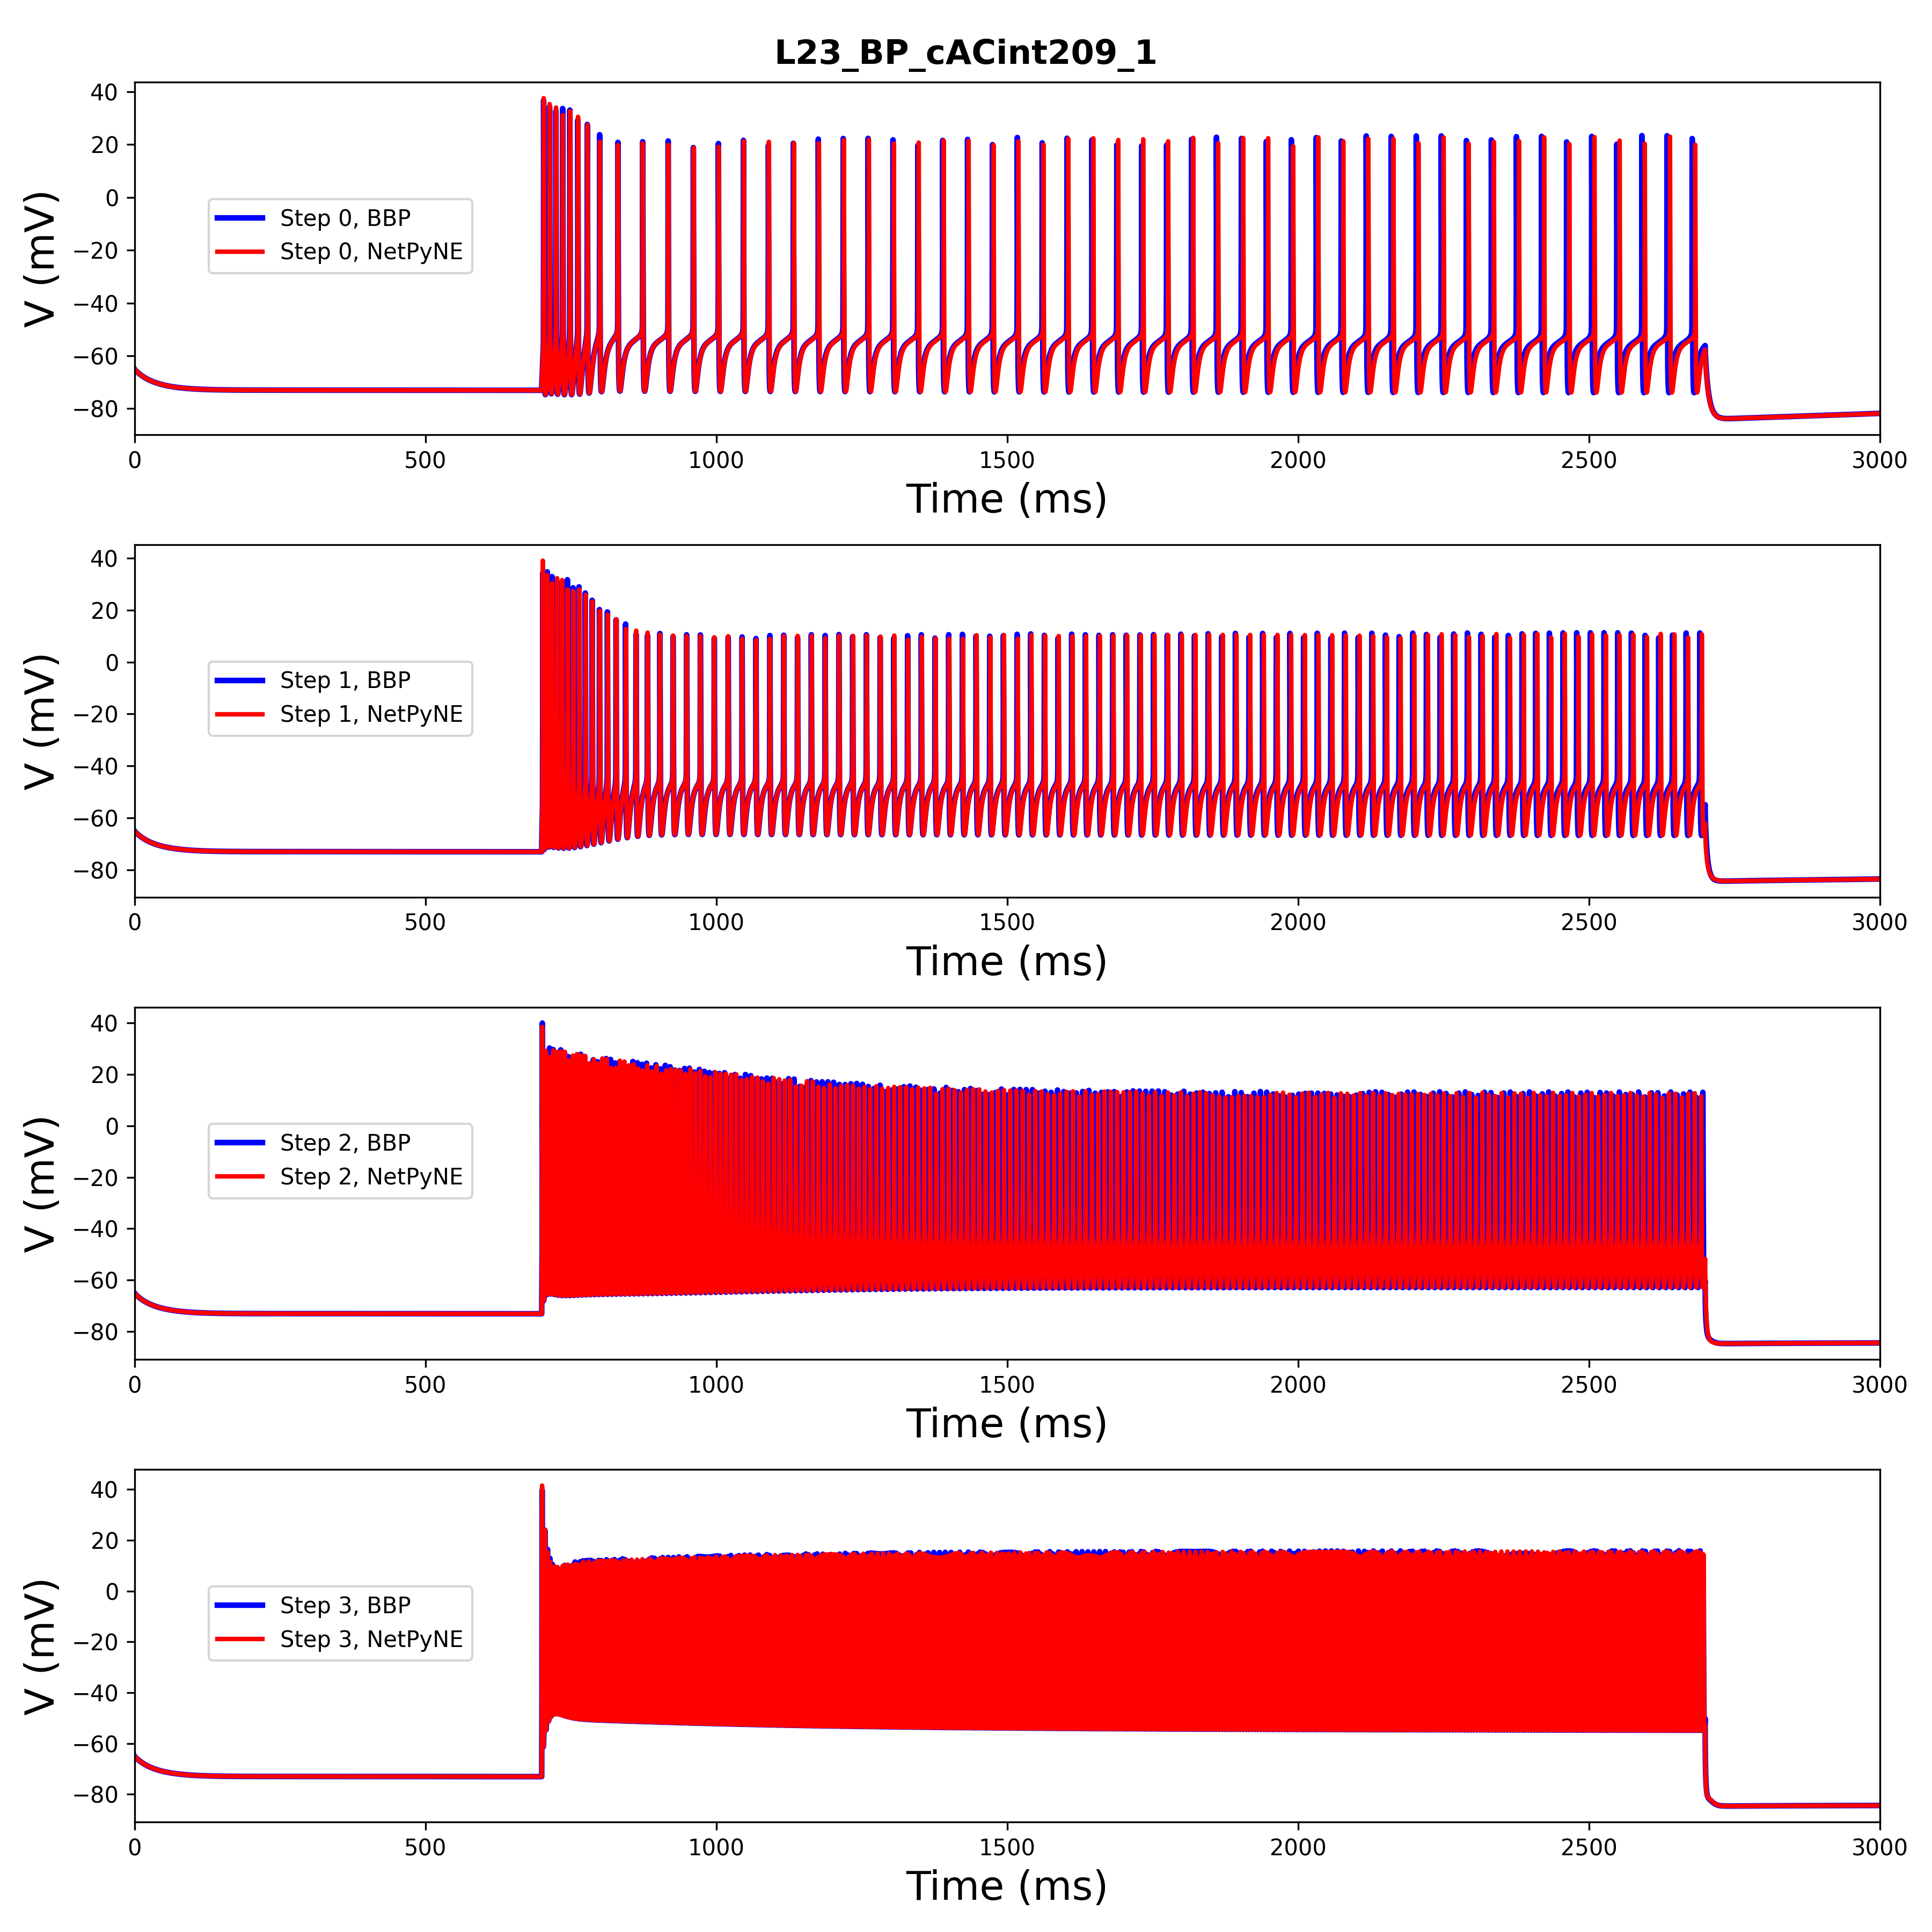 L23_BP_cACint209_1
40
20
0
−20
−40
−60
−80
V (mV)
Step 0, BBP
Step 0, NetPyNE
0 500 1000 1500 2000 2500 3000
Time (ms)
40
20
0
−20
−40
−60
−80
V (mV)
Step 1, BBP
Step 1, NetPyNE
0 500 1000 1500 2000 2500 3000
Time (ms)
40
20
0
−20
−40
−60
−80
V (mV)
Step 2, BBP
Step 2, NetPyNE
0 500 1000 1500 2000 2500 3000
Time (ms)
40
20
0
−20
−40
−60
−80
V (mV)
Step 3, BBP
Step 3, NetPyNE
0 500 1000 1500 2000 2500 3000
Time (ms)